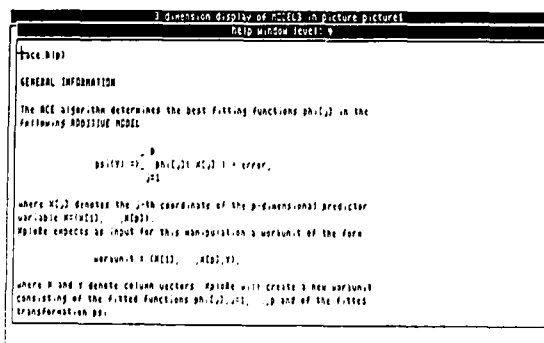 3 dimension display of MODEL3 in picture picture1
help window level: 9
ace.hlp)
GENERAL INFORMATION
The ACE algorithm determines the best fitting functions phi[j] in the
following ADDITIVE MODEL
p
psi(Y) = phi[j]( X[j] ) + error,
j=1
where X[j] denotes the j-th coordinate of the p-dimensional predictor
variable X=(X[1], ,X[p]).
XploRe expects as input for this manipulation a workunit of the form
workunit = (X[1], ,X[p],Y),
where X and Y denote column vectors. XploRe will create a new workunit
consisting of the fitted functions phi[j],j=1, .,p and of the fitted
transformation psi